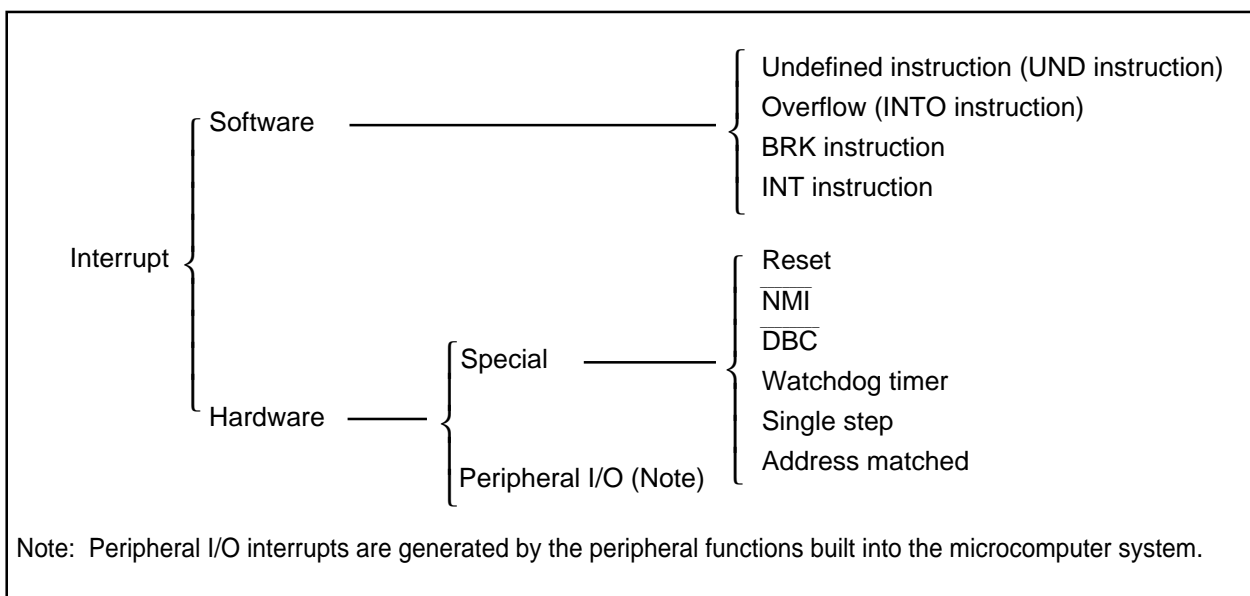 Undefined instruction (UND instruction)
Overflow (INTO instruction)
BRK instruction
INT instruction
Software
Interrupt
Reset
N̅M̅I̅
D̅B̅C̅
Watchdog timer
Single step
Address matched
Special
Hardware
Peripheral I/O (Note)
Note: Peripheral I/O interrupts are generated by the peripheral functions built into the microcomputer system.